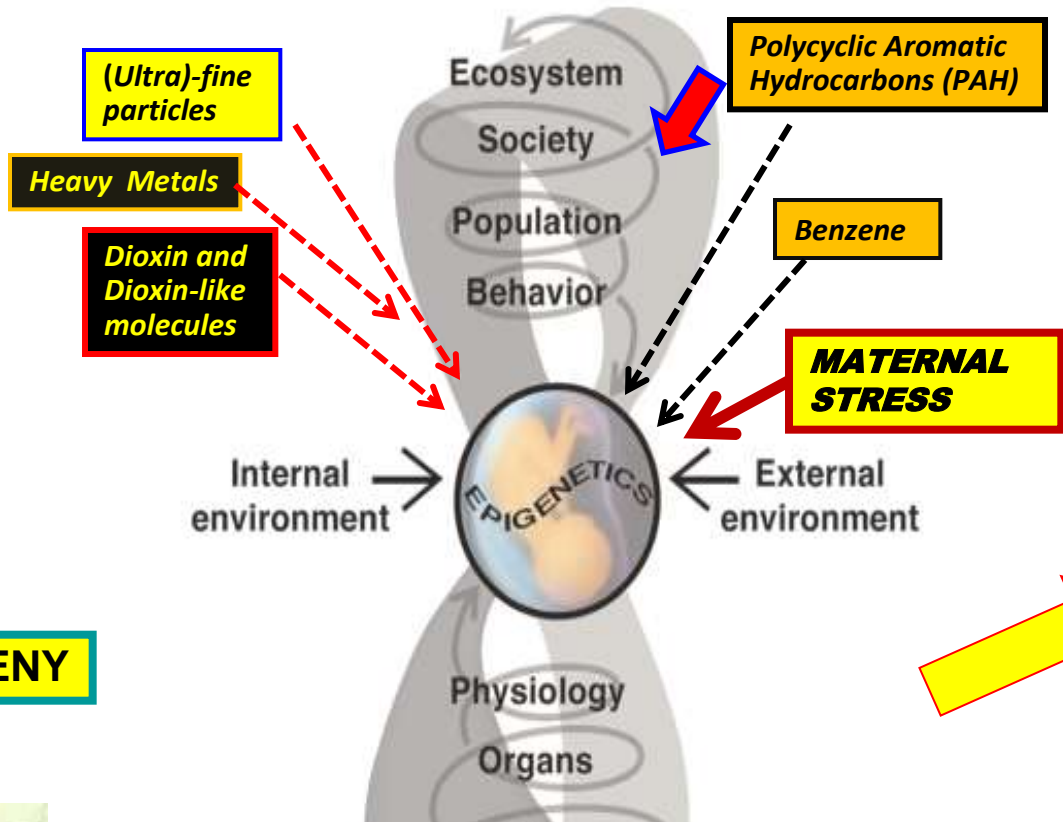 (Ultra)-fine
particles
Heavy Metals
Dioxin and
Dioxin-like
molecules
Ecosystem
Society
Population
Behavior
Polycyclic Aromatic
Hydrocarbons (PAH)
Benzene
MATERNAL
STRESS
Internal
environment
EPIGENETICS
External
environment
ENY
Physiology
Organs